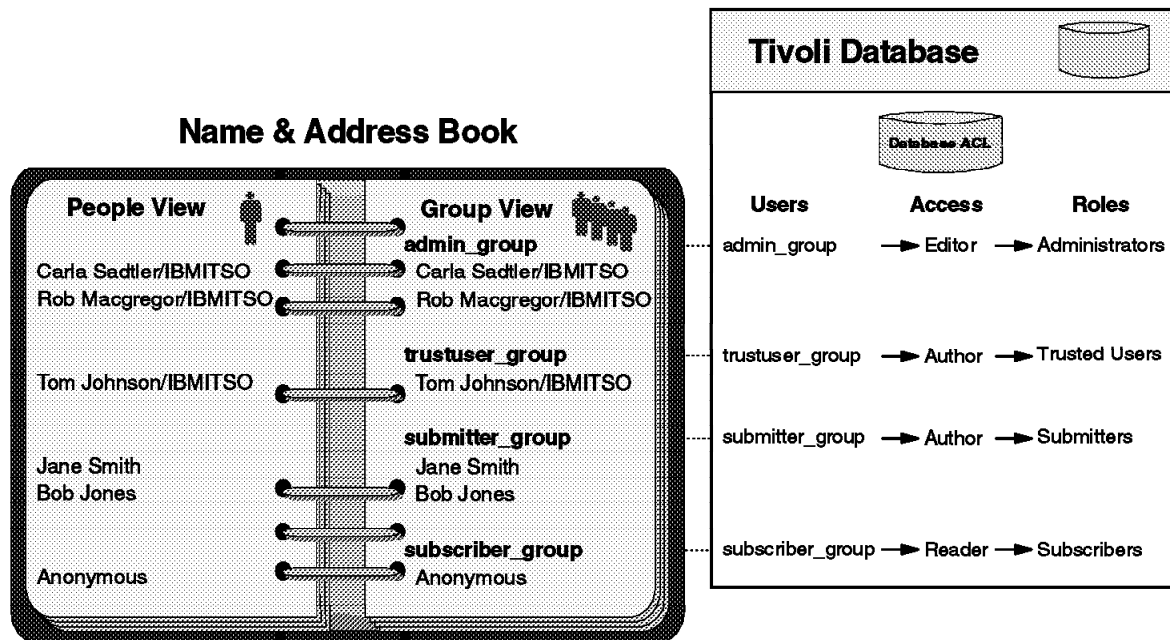 Name & Address Book
People View
Carla Sadtler/IBMITSO
Rob Macgregor/IBMITSO
Tom Johnson/IBMITSO
Jane Smith
Bob Jones
Anonymous
Group View
admin_group
Carla Sadtler/IBMITSO
Rob Macgregor/IBMITSO
trustuser_group
Tom Johnson/IBMITSO
submitter_group
Jane Smith
Bob Jones
subscriber_group
Anonymous
Tivoli Database
Database ACL
Users Access Roles
admin_group Editor Administrators
trustuser_group Author Trusted Users
submitter_group Author Submitters
subscriber_group Reader Subscribers